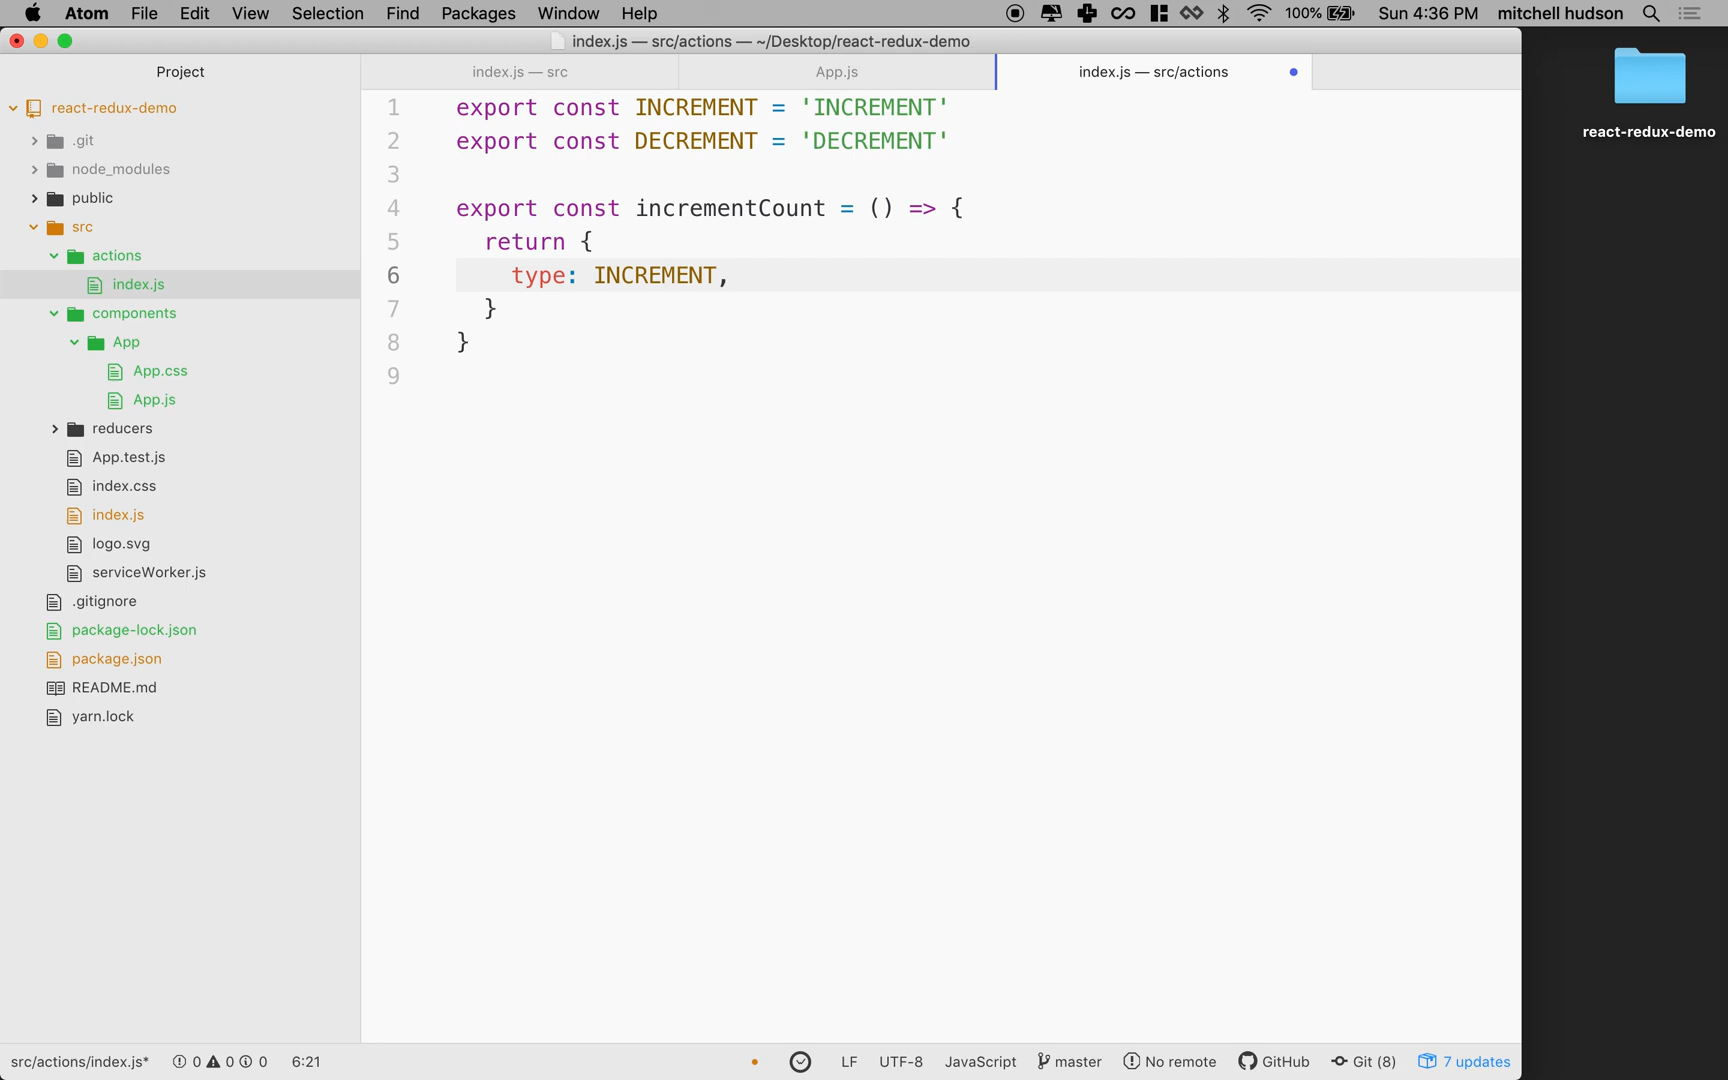 Atom File Edit View Selection Find Packages Window Help 100% Sun 4:36 PM mitchell hudson
index.js — src/actions — ~/Desktop/react-redux-demo
Project
index.js — src
App.js
index.js — src/actions
react-redux-demo
.git
node_modules
public
src
actions
index.js
components
App
App.css
App.js
reducers
App.test.js
index.css
index.js
logo.svg
serviceWorker.js
.gitignore
package-lock.json
package.json
README.md
yarn.lock
1 export const INCREMENT = 'INCREMENT'
2 export const DECREMENT = 'DECREMENT'
3
4 export const incrementCount = () => {
5 return {
6 type: INCREMENT,
7 }
8 }
9
react-redux-demo
src/actions/index.js* 0 0 0 6:21 LF UTF-8 JavaScript master No remote GitHub Git (8) 7 updates